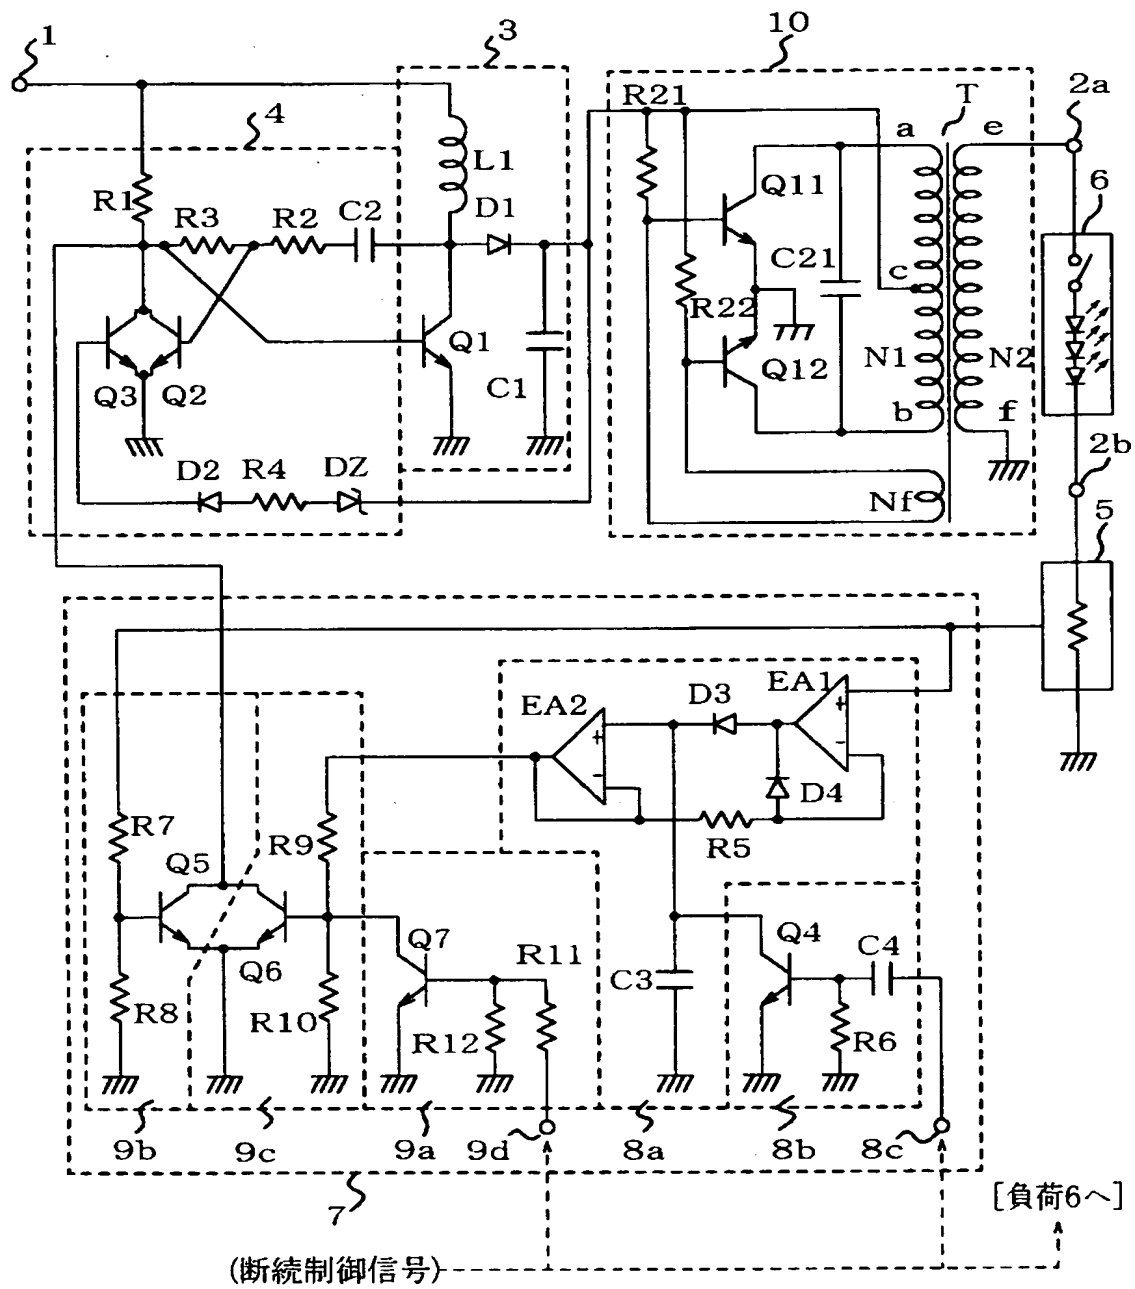 1
3
10
4
R21
T
2a
a
e
6
R1
R3
R2
C2
L1
D1
Q11
C21
c
R22
Q3
Q2
Q1
C1
Q12
N1
N2
b
f
D2
R4
DZ
Nf
2b
5
EA2
D3
EA1
+
-
+
-
D4
R5
R7
R9
Q5
Q6
Q7
R11
C3
Q4
C4
R8
R10
R12
R6
9b
9c
9a
9d
8a
8b
8c
7
[負荷6へ]
(断続制御信号)